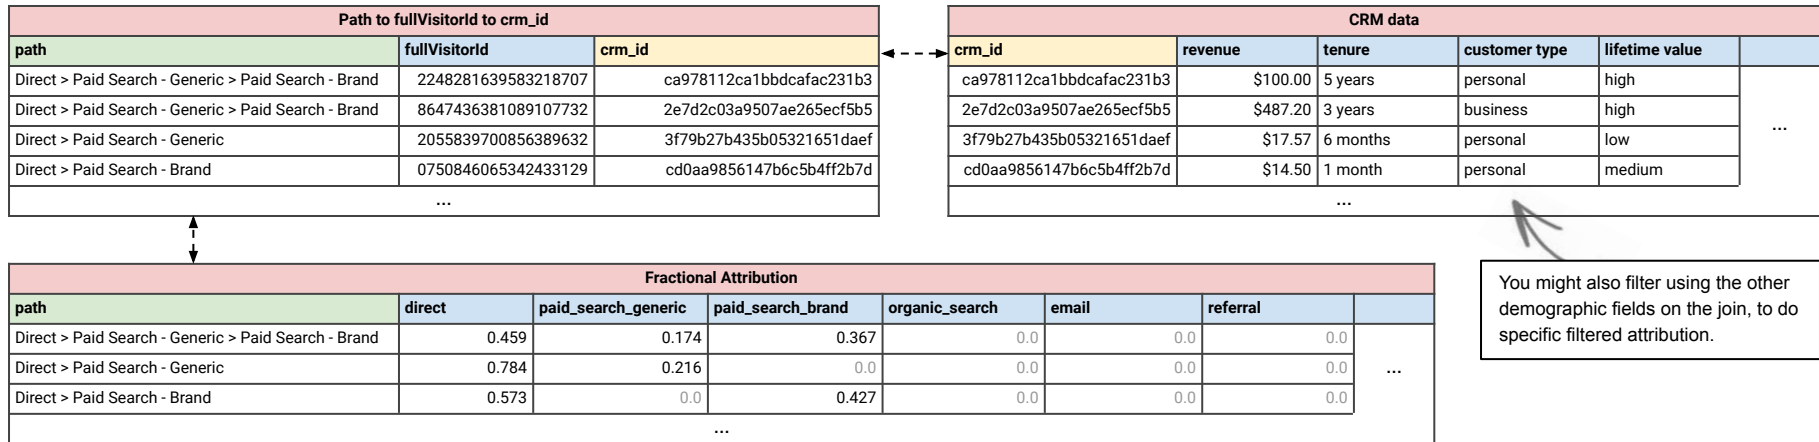 Path to fullVisitorId to crm_id
path fullVisitorId crm_id
Direct > Paid Search - Generic > Paid Search - Brand 2248281639583218707 ca978112ca1bbdcafac231b3
Direct > Paid Search - Generic > Paid Search - Brand 8647436381089107732 2e7d2c03a9507ae265ecf5b5
Direct > Paid Search - Generic 2055839700856389632 3f79b27b435b05321651daef
Direct > Paid Search - Brand 0750846065342433129 cd0aa9856147b6c5b4ff2b7d
...
CRM data
crm_id revenue tenure customer type lifetime value
ca978112ca1bbdcafac231b3 $100.00 5 years personal high
2e7d2c03a9507ae265ecf5b5 $487.20 3 years business high
3f79b27b435b05321651daef $17.57 6 months personal low
cd0aa9856147b6c5b4ff2b7d $14.50 1 month personal medium
...
...
Fractional Attribution
path direct paid_search_generic paid_search_brand organic_search email referral
Direct > Paid Search - Generic > Paid Search - Brand 0.459 0.174 0.367 0.0 0.0 0.0
Direct > Paid Search - Generic 0.784 0.216 0.0 0.0 0.0 0.0
Direct > Paid Search - Brand 0.573 0.0 0.427 0.0 0.0 0.0
...
...
You might also filter using the other
demographic fields on the join, to do
specific filtered attribution.